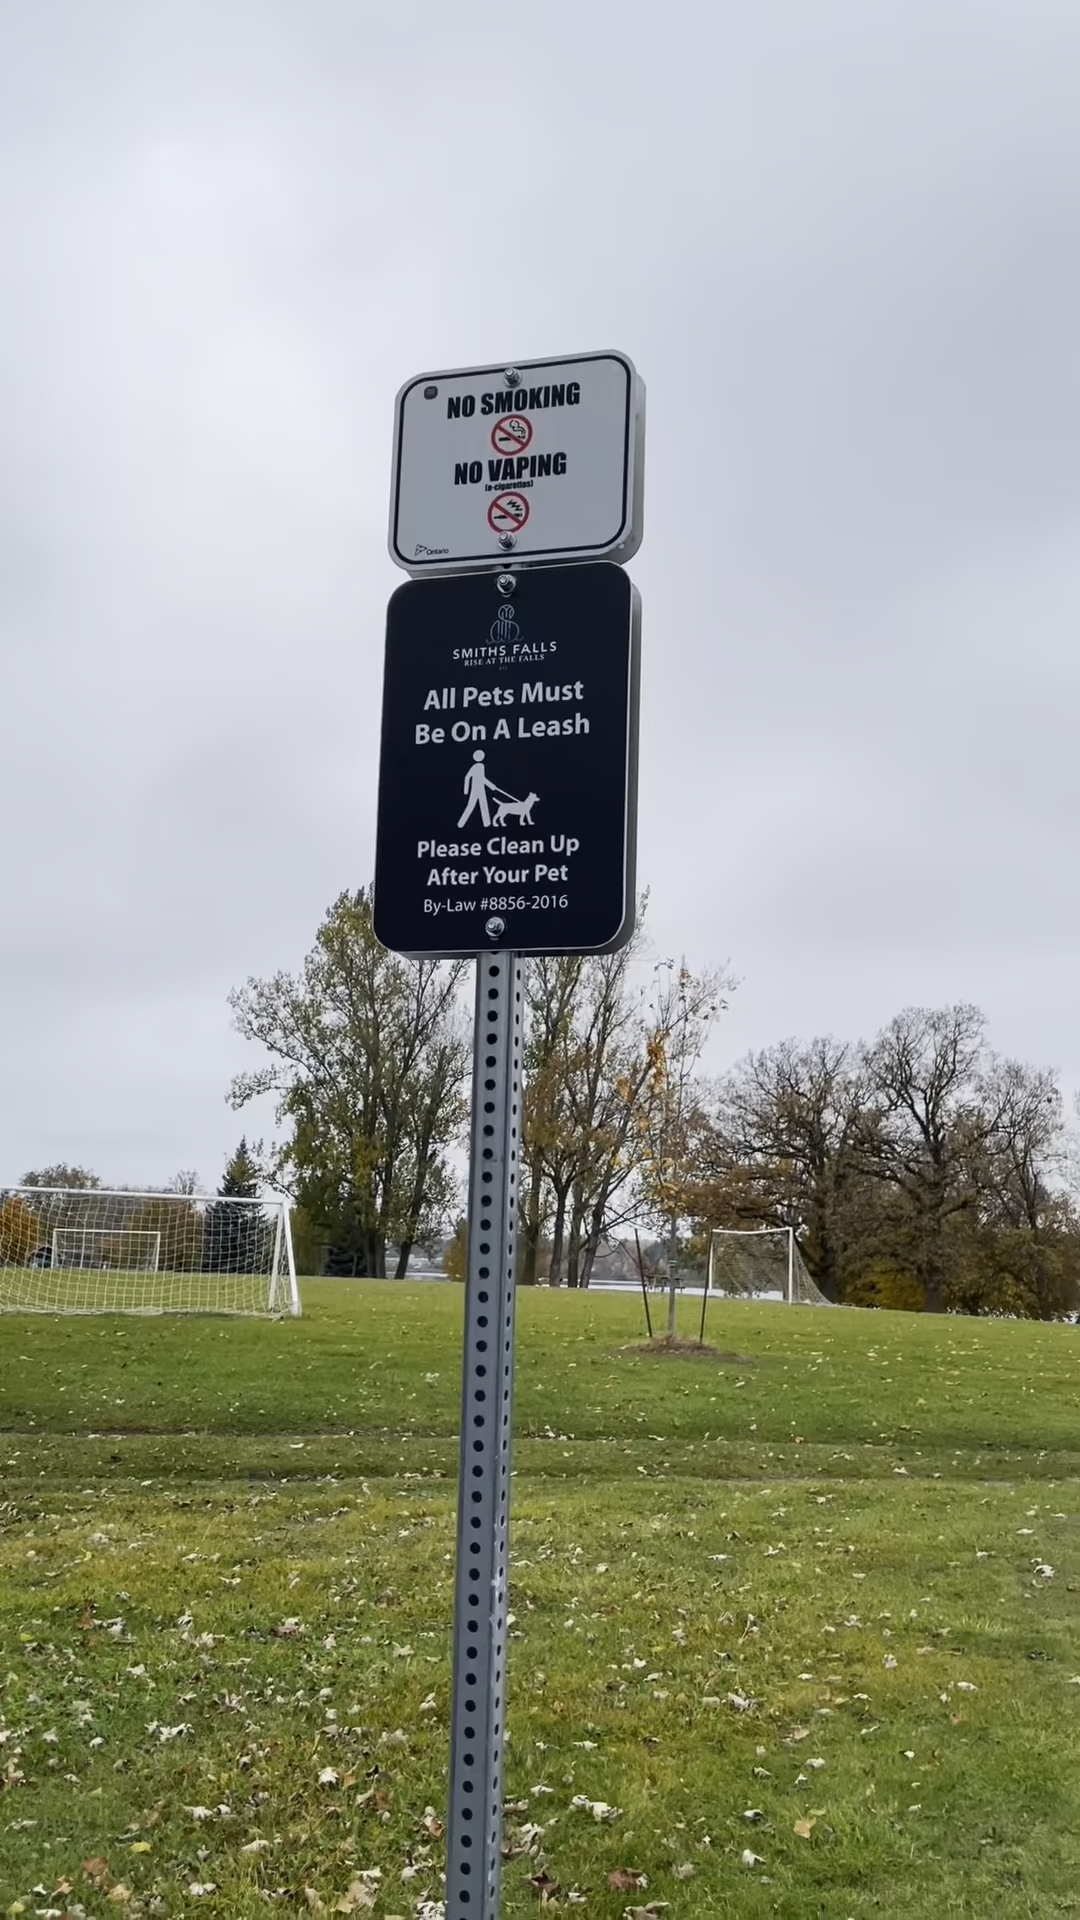 NO SMOKING
NO VAPING
(e-cigarettes)
Ontario
SMITHS FALLS
RISE AT THE FALLS
All Pets Must
Be On A Leash
Please Clean Up
After Your Pet
By-Law #8856-2016